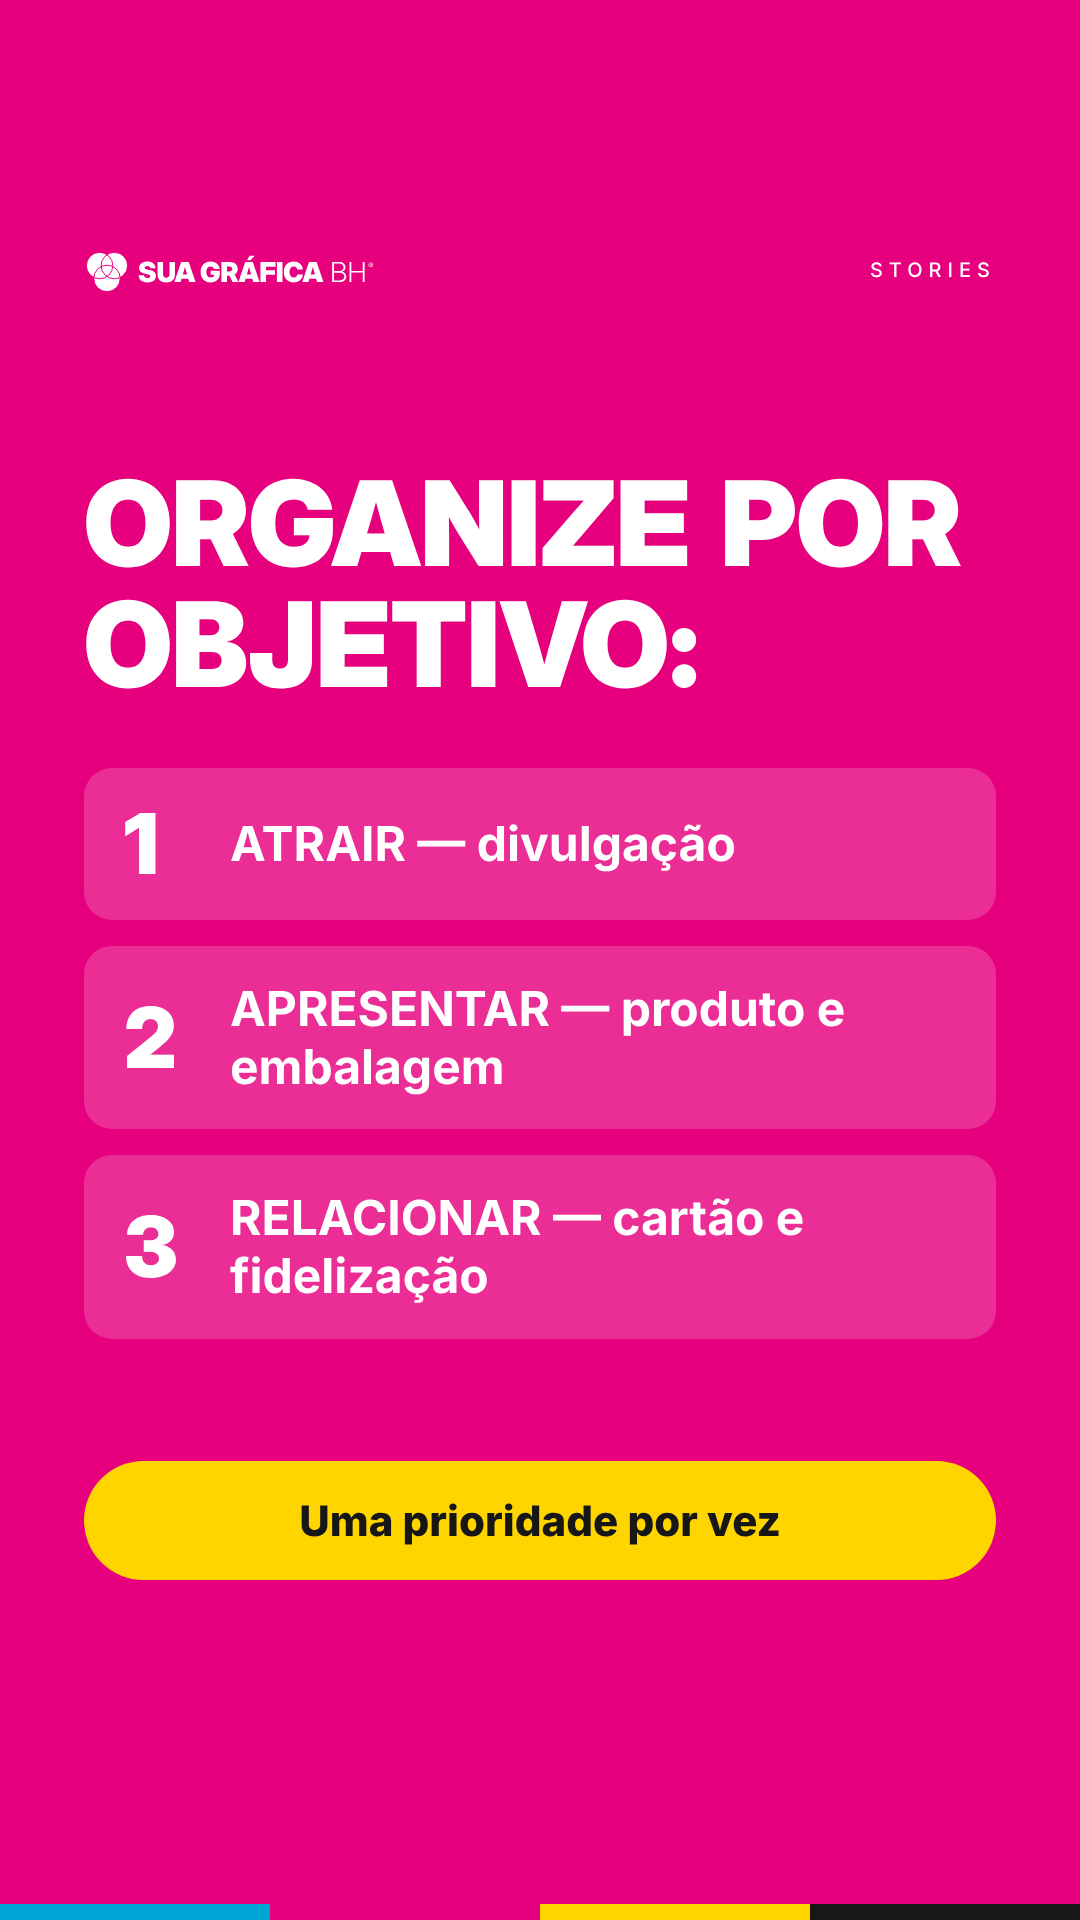 SUA GRÁFICA BH®
STORIES
ORGANIZE POR
OBJETIVO:
1 ATRAIR — divulgação
2 APRESENTAR — produto e
embalagem
3 RELACIONAR — cartão e
fidelização
Uma prioridade por vez